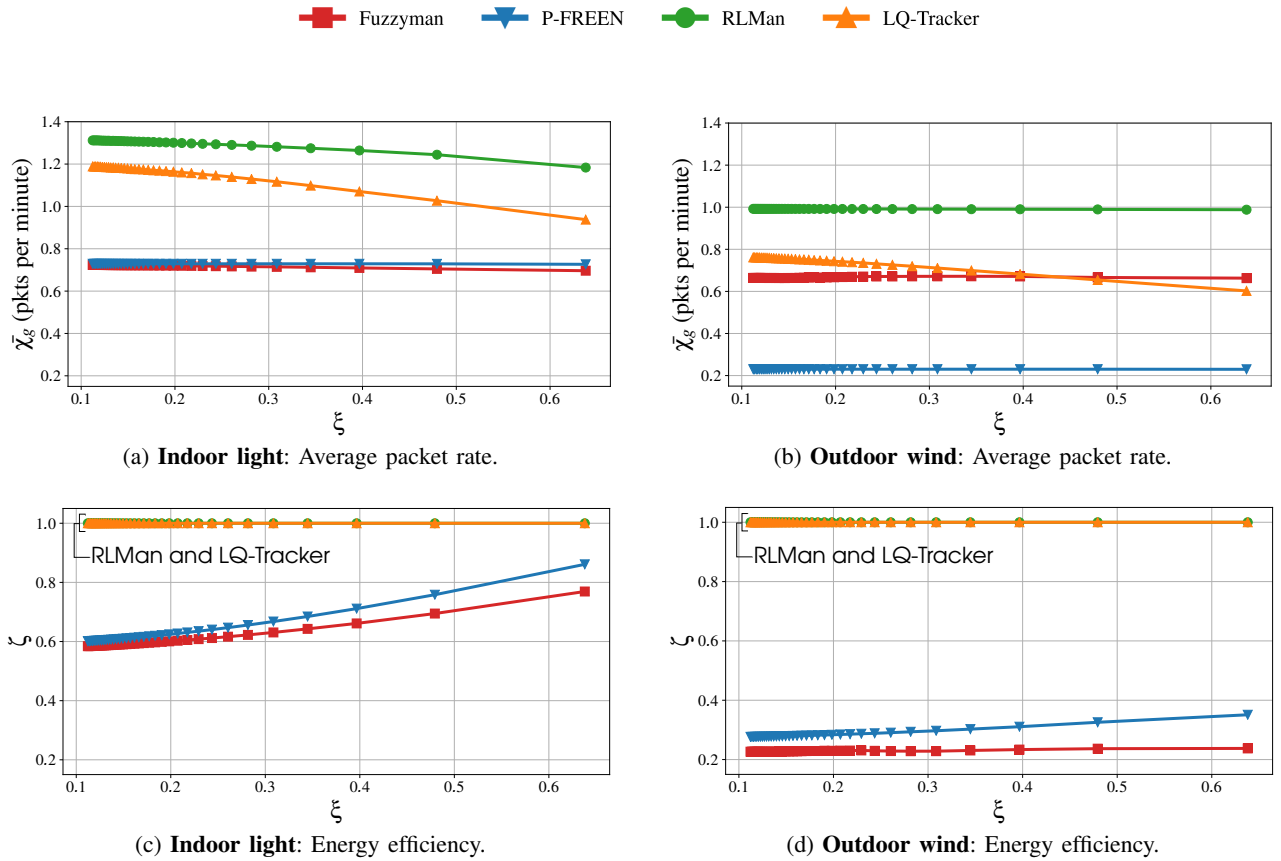 Fuzzyman P-FREEN RLMan LQ-Tracker
1.4
1.2
1.0
0.8
0.6
0.4
0.2
χ̄g (pkts per minute)
0.1 0.2 0.3 0.4 0.5 0.6
ξ
(a) Indoor light: Average packet rate.
1.4
1.2
1.0
0.8
0.6
0.4
0.2
χ̄g (pkts per minute)
0.1 0.2 0.3 0.4 0.5 0.6
ξ
(b) Outdoor wind: Average packet rate.
1.0
RLMan and LQ-Tracker
0.8
0.6
0.4
0.2
ζ
0.1 0.2 0.3 0.4 0.5 0.6
ξ
(c) Indoor light: Energy efficiency.
1.0
RLMan and LQ-Tracker
0.8
0.6
0.4
0.2
ζ
0.1 0.2 0.3 0.4 0.5 0.6
ξ
(d) Outdoor wind: Energy efficiency.